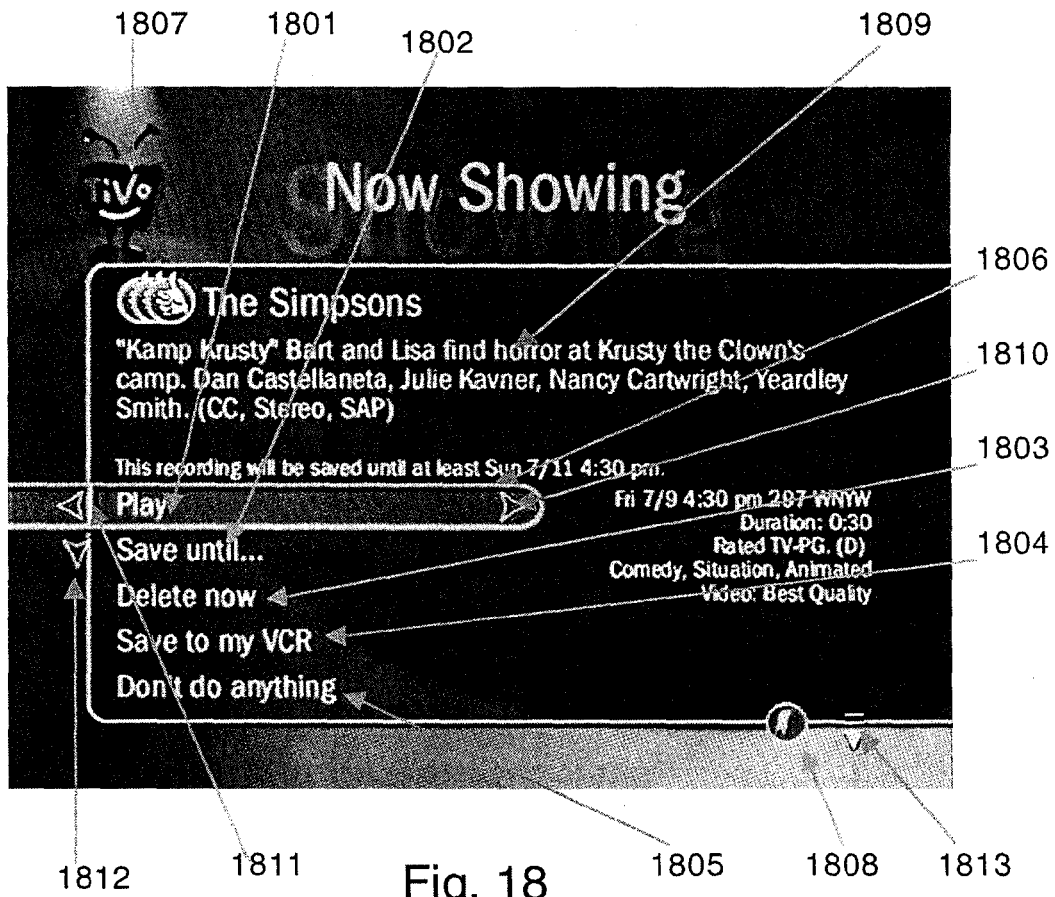 1807 1801 1802 1809
TiVo
Now Showing
1806
The Simpsons
"Kamp Krusty" Bart and Lisa find horror at Krusty the Clown's
camp. Dan Castellaneta, Julie Kavner, Nancy Cartwright, Yeardley
Smith. (CC, Stereo, SAP)
1810
This recording will be saved until at least Sun 7/11 4:30 pm.
1803
Play
Fri 7/9 4:30 pm 287 WNYW
Duration: 0:30
Save until...
Rated TV-PG. (D)
1804
Comedy, Situation, Animated
Delete now
Video: Best Quality
Save to my VCR
Don't do anything
1812 1811 1805 1808 1813
Fig. 18